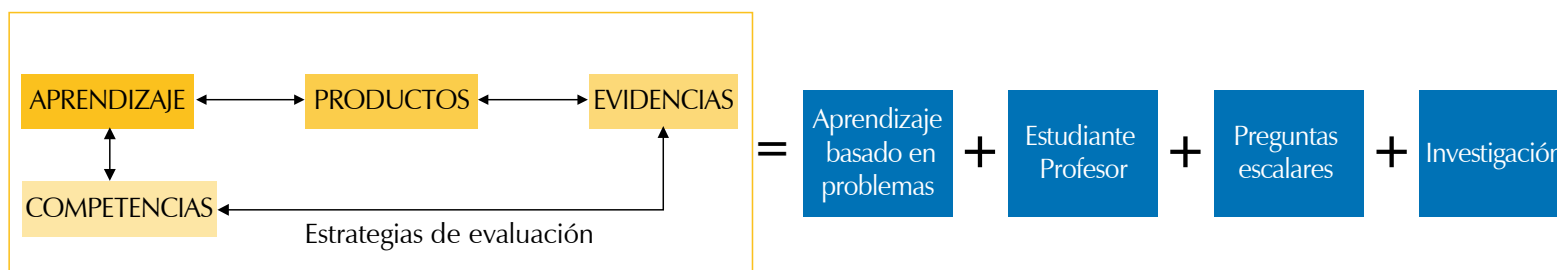 APRENDIZAJE
PRODUCTOS
EVIDENCIAS
COMPETENCIAS
Estrategias de evaluación
=
Aprendizaje
basado en
problemas
+
Estudiante
Profesor
+
Preguntas
escalares
+
Investigación